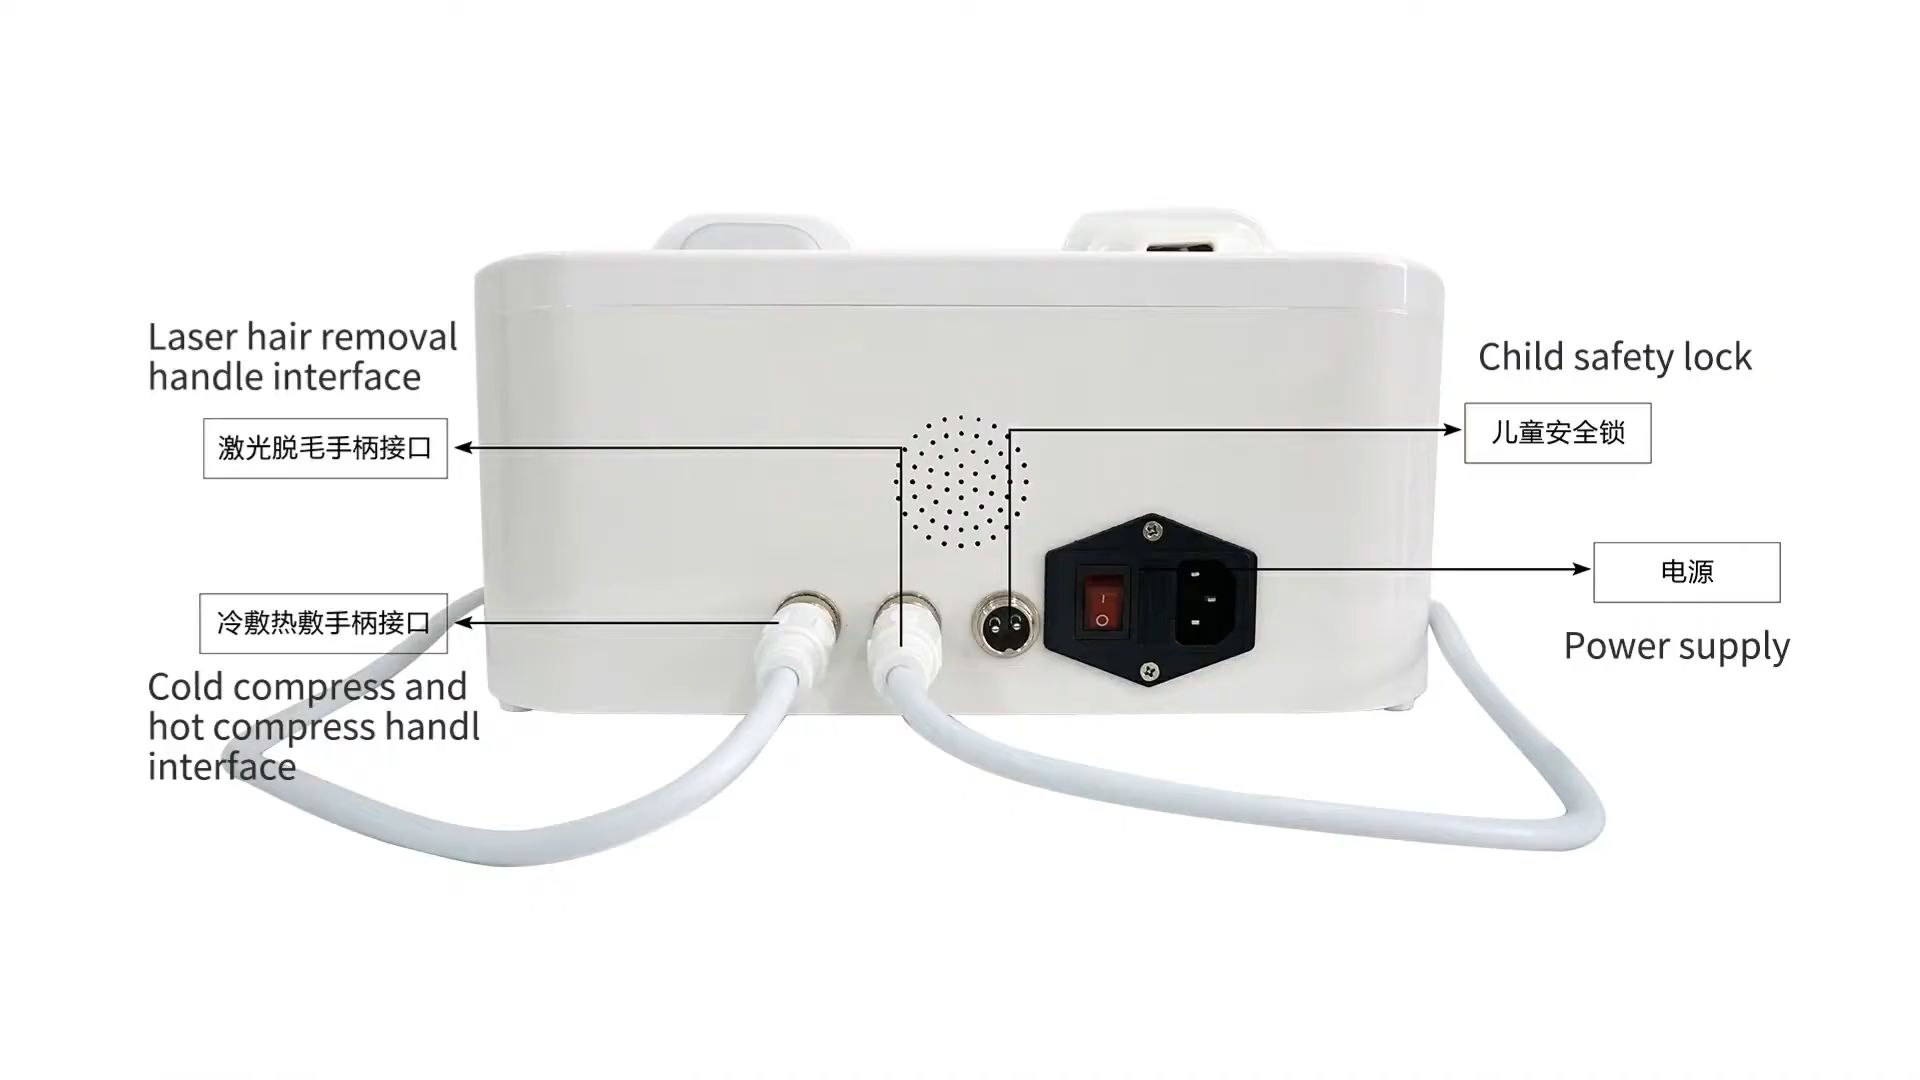 Laser hair removal
handle interface
激光脱毛手柄接口
冷敷热敷手柄接口
Cold compress and
hot compress handl
interface
Child safety lock
儿童安全锁
电源
Power supply